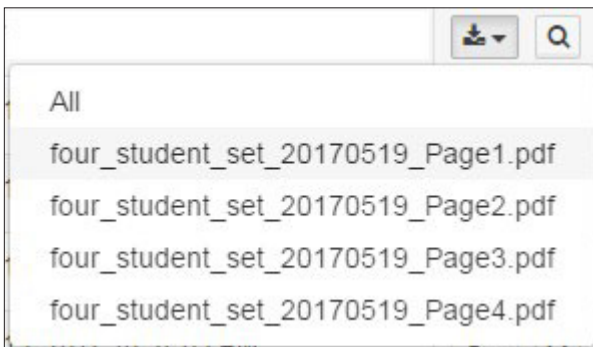 All
four_student_set_20170519_Page1.pdf
four_student_set_20170519_Page2.pdf
four_student_set_20170519_Page3.pdf
four_student_set_20170519_Page4.pdf